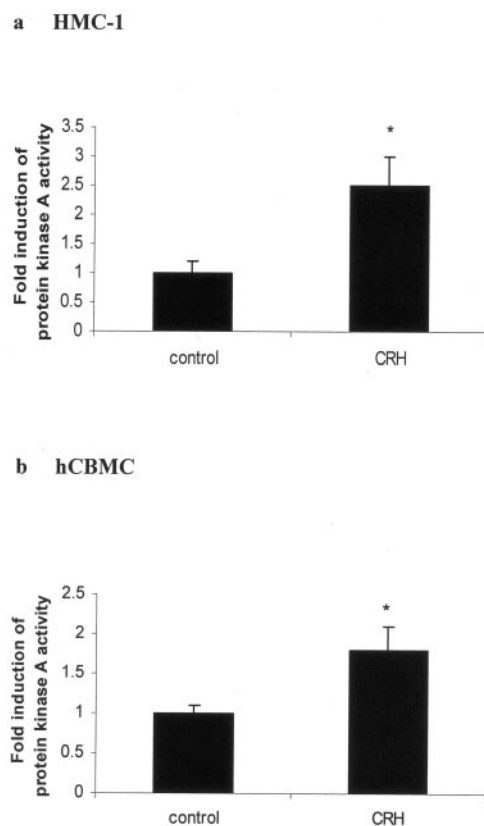 a HMC-1
Fold induction of
protein kinase A activity
3.5
3
2.5
2
1.5
1
0.5
0
*
control
CRH
b hCBMC
Fold induction of
protein kinase A activity
2.5
2
1.5
1
0.5
0
*
control
CRH